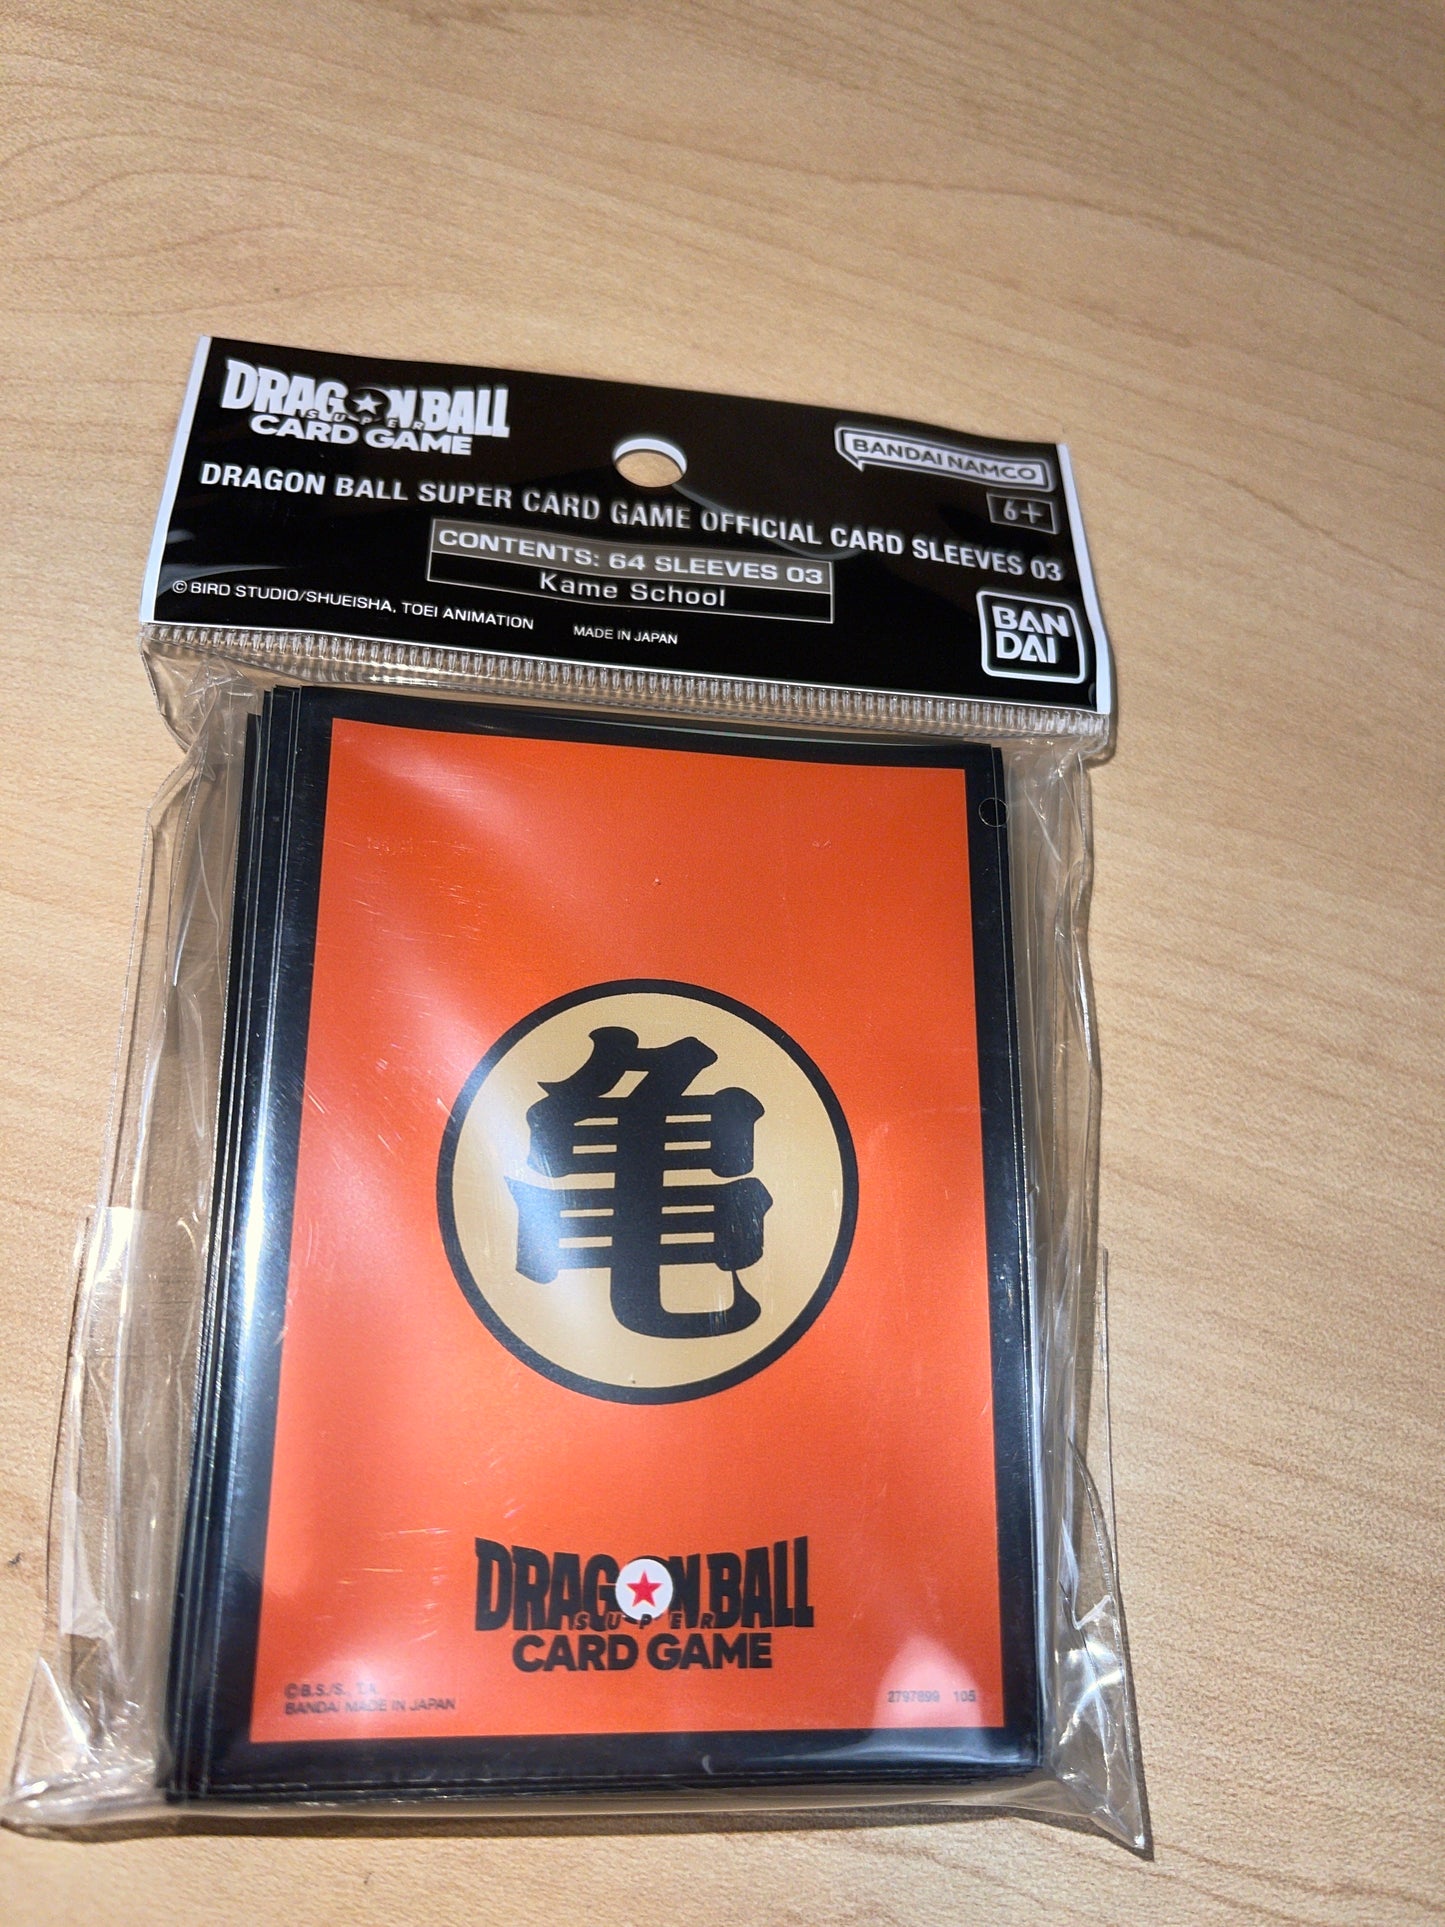 DRAGON BALL
SUPER
CARD GAME
BANDAI NAMCO
6+
DRAGON BALL SUPER CARD GAME OFFICIAL CARD SLEEVES 03
CONTENTS: 64 SLEEVES 03
Kame School
©BIRD STUDIO/SHUEISHA, TOEI ANIMATION
MADE IN JAPAN
BAN
DAI
亀
DRAGON BALL
SUPER
CARD GAME
©B.S./S., T.A.
BANDAI MADE IN JAPAN
2797899 105